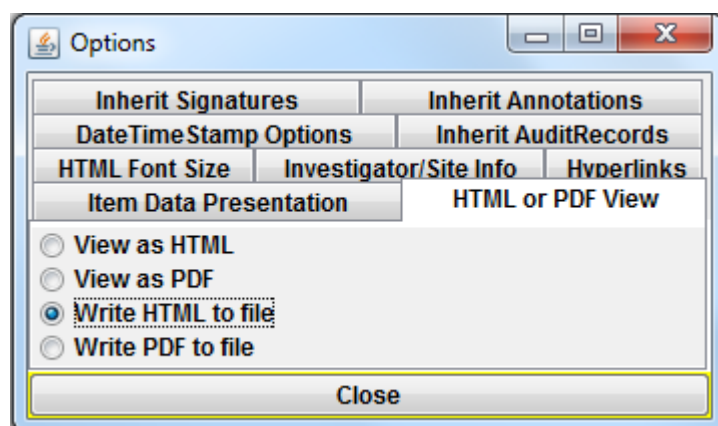 Options
Inherit Signatures Inherit Annotations
DateTimeStamp Options Inherit AuditRecords
HTML Font Size Investigator/Site Info Hyperlinks
Item Data Presentation HTML or PDF View
View as HTML
View as PDF
Write HTML to file
Write PDF to file
Close